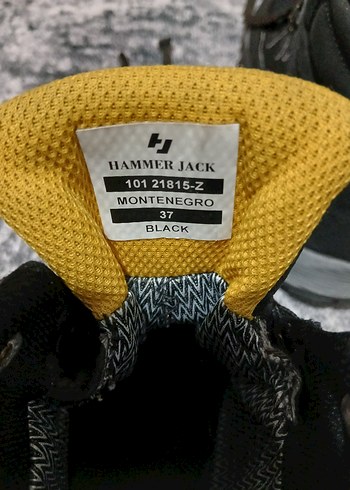 HAMMER JACK
101 21815-Z
MONTENEGRO
37
BLACK